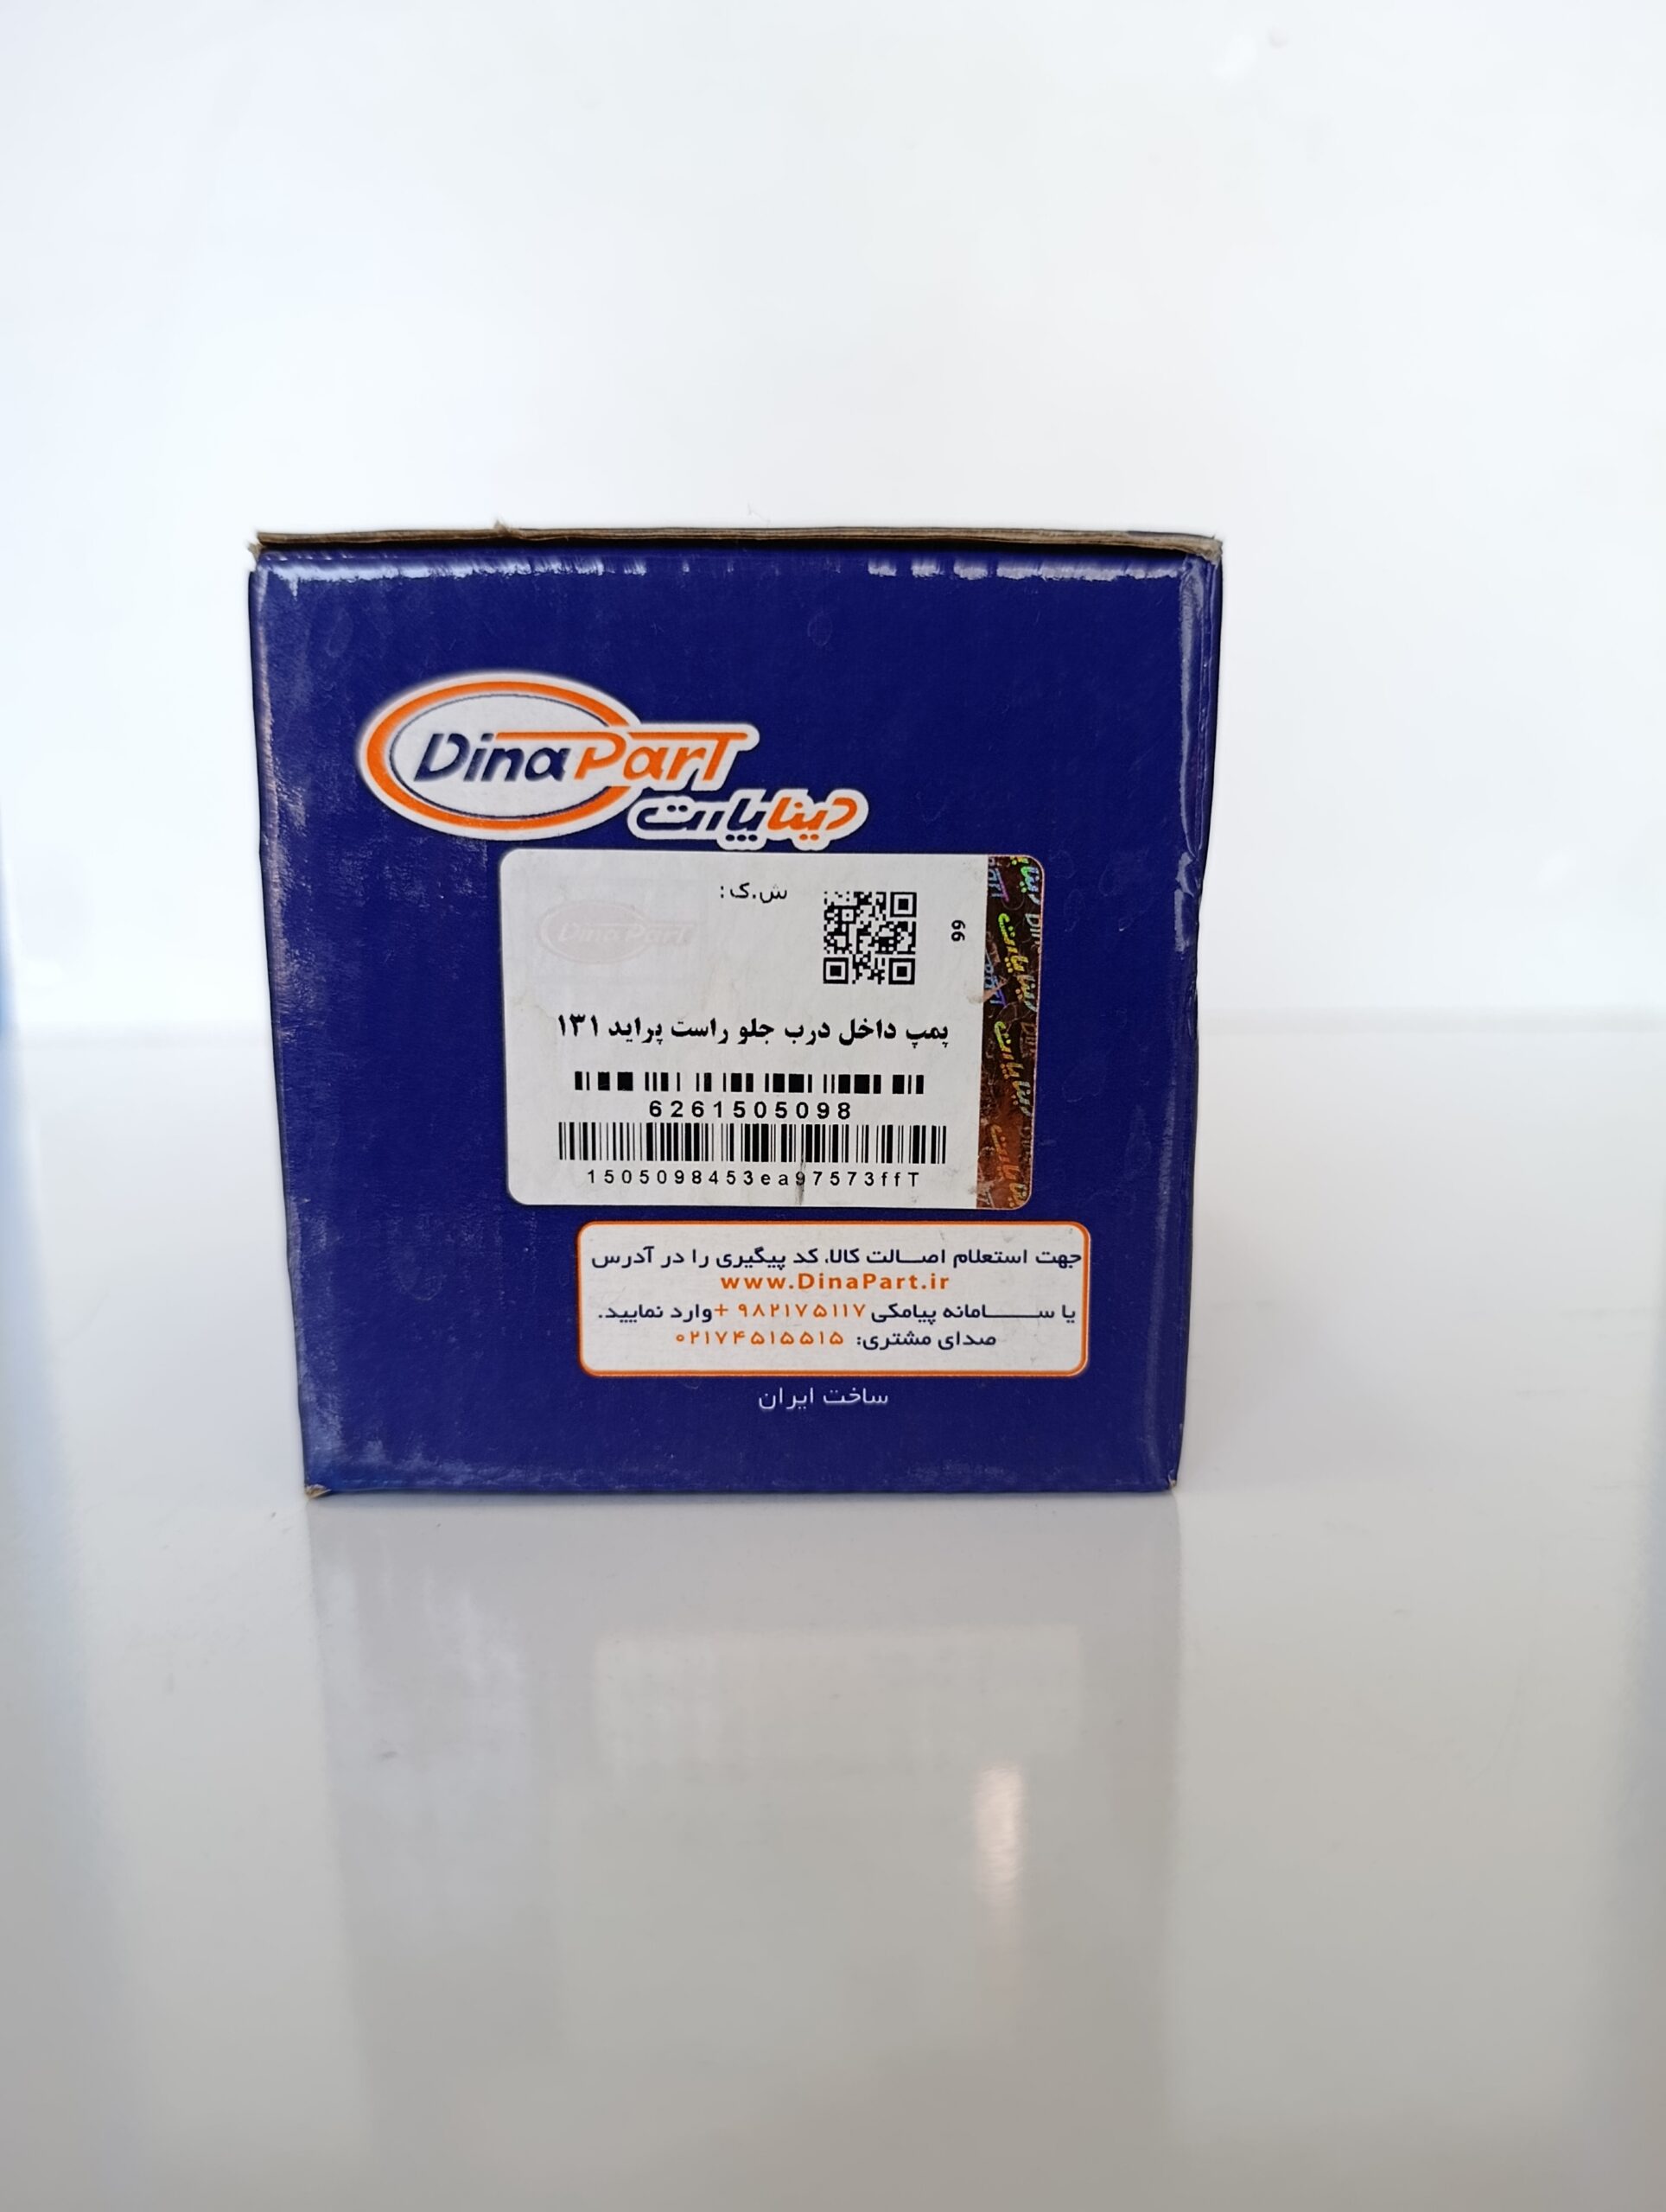 DinaPart
دیناپارت
ش.ک:
66
پمپ داخل درب جلو راست پراید ۱۳۱
6261505098
1505098453ea97573ffT
جهت استعلام اصالت کالا، کد پیگیری را در آدرس
www.DinaPart.ir
یا سامانه پیامکی ۹۸۲۱۷۵۱۱۷+ وارد نمایید.
صدای مشتری: ۰۲۱۷۴۵۱۵۵۱۵
ساخت ایران